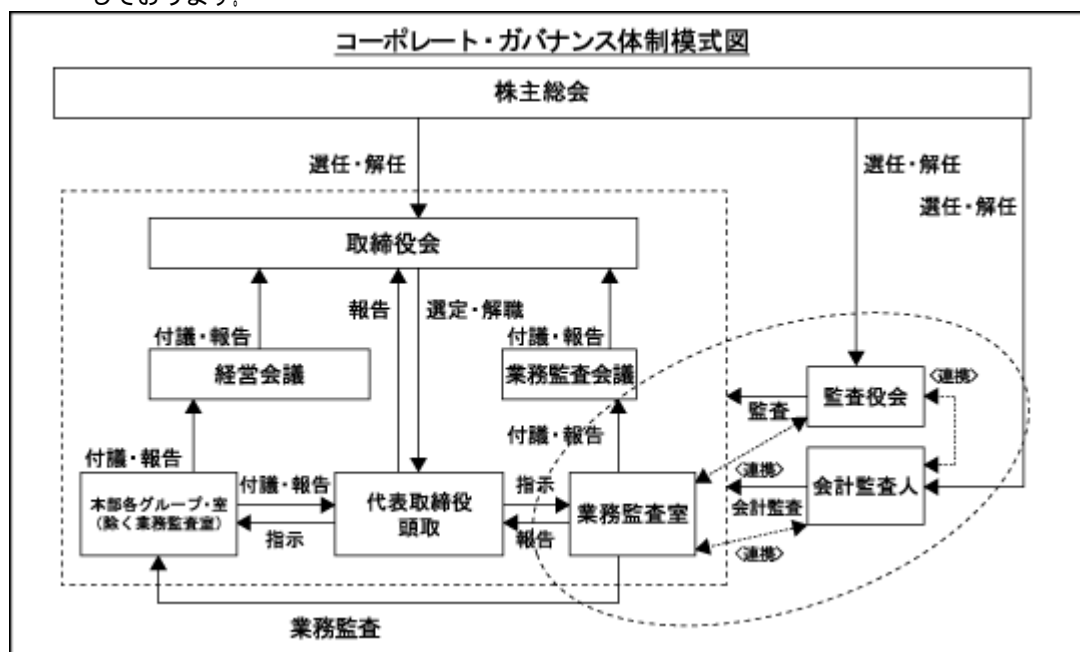 しております。
コーポレート・ガバナンス体制模式図
株主総会
選任・解任
選任・解任
選任・解任
取締役会
報告
選定・解職
付議・報告
付議・報告
経営会議
業務監査会議
監査役会
〈連携〉
監査
付議・報告
付議・報告
本部各グループ・室
(除く業務監査室)
付議・報告
指示
代表取締役
頭取
指示
報告
業務監査室
〈連携〉
会計監査
会計監査人
〈連携〉
業務監査